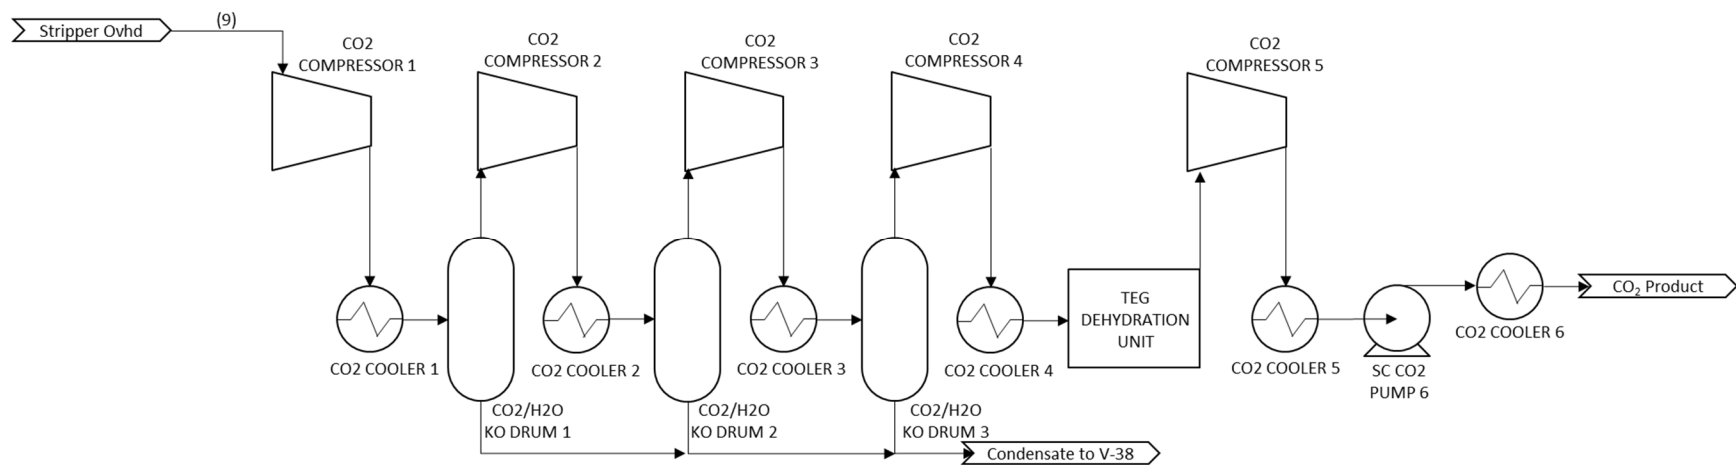 Stripper Ovhd
(9)
CO2
COMPRESSOR 1
CO2
COMPRESSOR 2
CO2
COMPRESSOR 3
CO2
COMPRESSOR 4
CO2
COMPRESSOR 5
CO2 COOLER 1
CO2 COOLER 2
CO2 COOLER 3
CO2 COOLER 4
TEG
DEHYDRATION
UNIT
CO2 COOLER 5
SC CO2
PUMP 6
CO2 COOLER 6
CO₂ Product
CO2/H2O
KO DRUM 1
CO2/H2O
KO DRUM 2
CO2/H2O
KO DRUM 3
Condensate to V-38